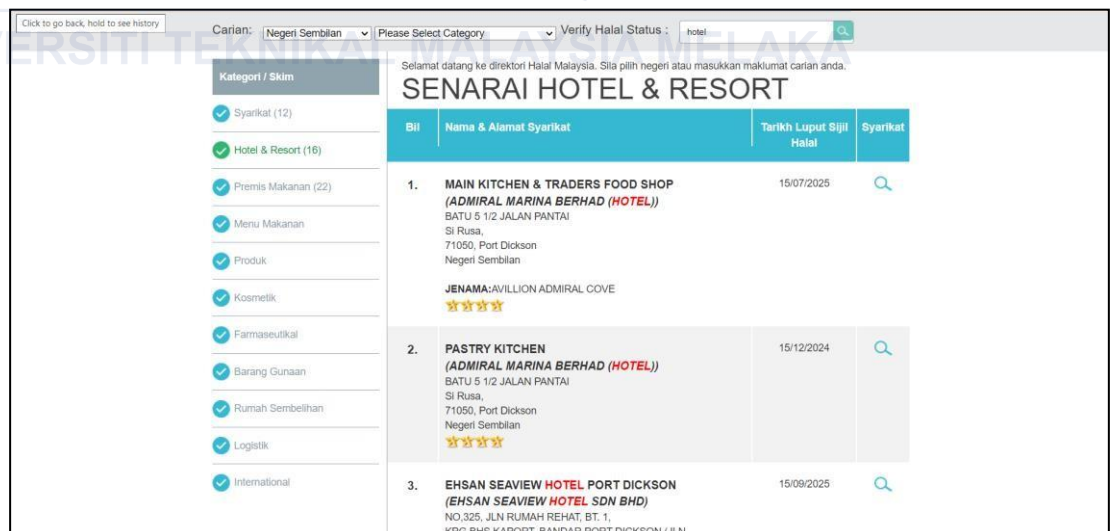 Click to go back, hold to see history
Carian: Negeri Sembilan Please Select Category Verify Halal Status : hotel
ERSITI TEKNIKAL MALAYSIA MELAKA
Kategori / Skim
Syarikat (12)
Hotel & Resort (16)
Premis Makanan (22)
Menu Makanan
Produk
Kosmetik
Farmaseutikal
Barang Gunaan
Rumah Sembelihan
Logistik
International
Selamat datang ke direktori Halal Malaysia. Sila pilih negeri atau masukkan maklumat carian anda.
SENARAI HOTEL & RESORT
Bil Nama & Alamat Syarikat Tarikh Luput Sijil Syarikat
Halal
1. MAIN KITCHEN & TRADERS FOOD SHOP 15/07/2025
(ADMIRAL MARINA BERHAD (HOTEL))
BATU 5 1/2 JALAN PANTAI
Si Rusa,
71050, Port Dickson
Negeri Sembilan
JENAMA:AVILLION ADMIRAL COVE
2. PASTRY KITCHEN 15/12/2024
(ADMIRAL MARINA BERHAD (HOTEL))
BATU 5 1/2 JALAN PANTAI
Si Rusa,
71050, Port Dickson
Negeri Sembilan
3. EHSAN SEAVIEW HOTEL PORT DICKSON 15/09/2025
(EHSAN SEAVIEW HOTEL SDN BHD)
NO,325, JLN RUMAH REHAT, BT. 1,